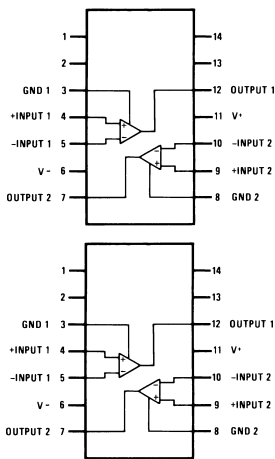 1 14
2 13
GND 1 3 12 OUTPUT 1
+INPUT 1 4 11 V+
-INPUT 1 5 10 -INPUT 2
V- 6 9 +INPUT 2
OUTPUT 2 7 8 GND 2
+ -
- +
1 14
2 13
GND 1 3 12 OUTPUT 1
+INPUT 1 4 11 V+
-INPUT 1 5 10 -INPUT 2
V- 6 9 +INPUT 2
OUTPUT 2 7 8 GND 2
+ -
- +